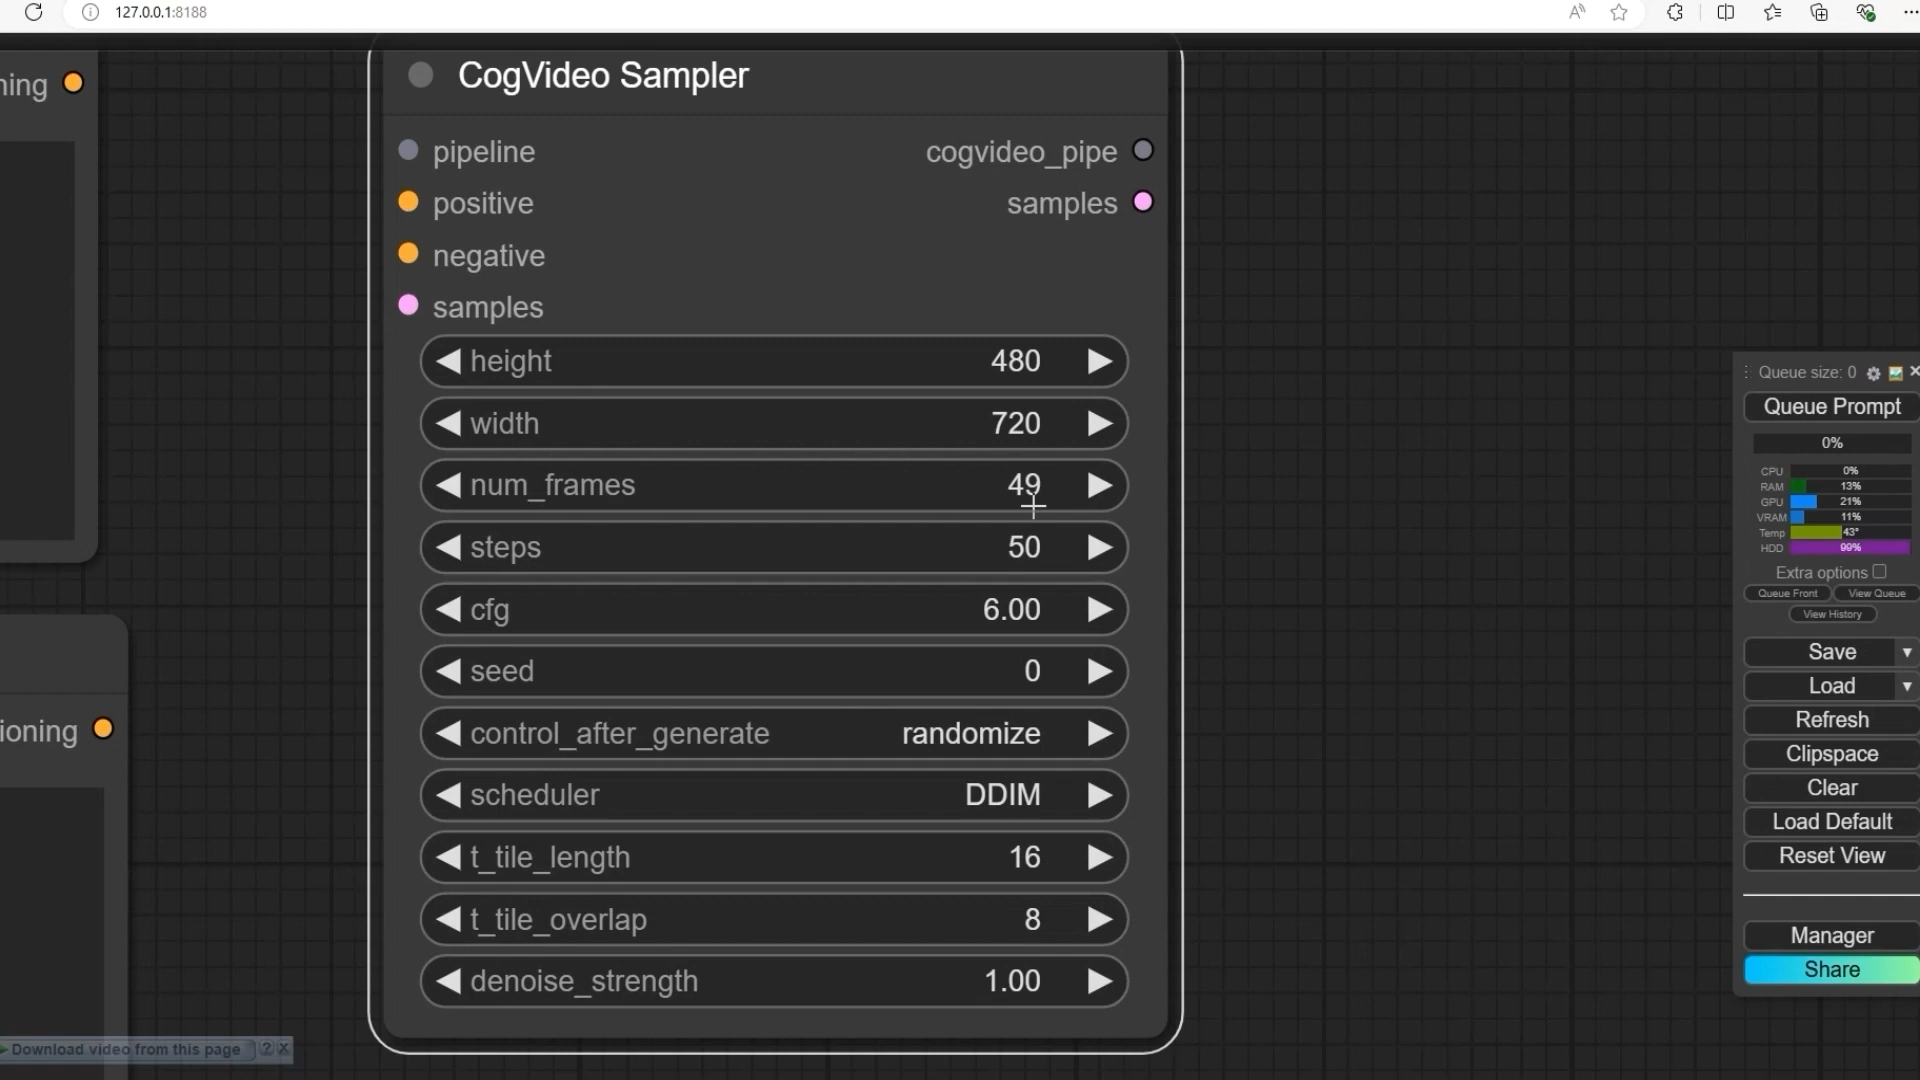 127.0.0.1:8188
ning
CogVideo Sampler
pipeline
cogvideo_pipe
positive
samples
negative
samples
height 480
width 720
num_frames 49
steps 50
cfg 6.00
seed 0
control_after_generate randomize
scheduler DDIM
t_tile_length 16
t_tile_overlap 8
denoise_strength 1.00
ioning
Download video from this page ? X
Queue size: 0
Queue Prompt
0%
CPU 0%
RAM 13%
GPU 21%
VRAM 11%
Temp 43°
HDD 99%
Extra options
Queue Front View Queue
View History
Save
Load
Refresh
Clipspace
Clear
Load Default
Reset View
Manager
Share